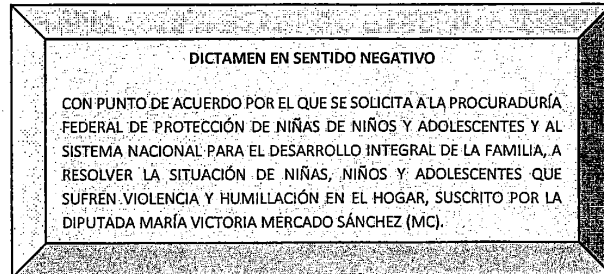 DICTAMEN EN SENTIDO NEGATIVO
CON PUNTO DE ACUERDO POR EL QUE SE SOLICITA A LA PROCURADURÍA
FEDERAL DE PROTECCIÓN DE NIÑAS DE NIÑOS Y ADOLESCENTES Y AL
SISTEMA NACIONAL PARA EL DESARROLLO INTEGRAL DE LA FAMILIA, A
RESOLVER LA SITUACIÓN DE NIÑAS, NIÑOS Y ADOLESCENTES QUE
SUFREN VIOLENCIA Y HUMILLACIÓN EN EL HOGAR, SUSCRITO POR LA
DIPUTADA MARÍA VICTORIA MERCADO SÁNCHEZ (MC).